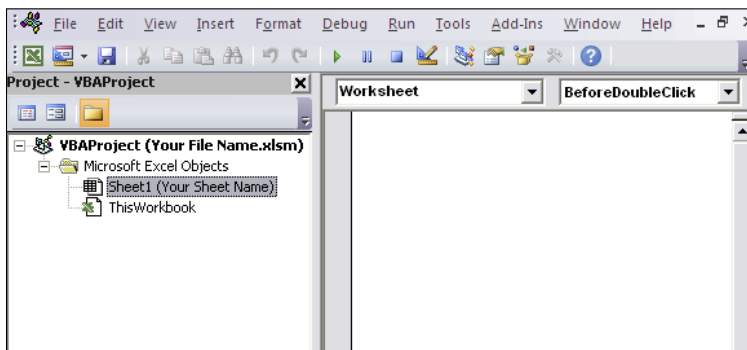 File Edit View Insert Format Debug Run Tools Add-Ins Window Help
Project - VBAProject
Worksheet BeforeDoubleClick
VBAProject (Your File Name.xlsm)
Microsoft Excel Objects
Sheet1 (Your Sheet Name)
ThisWorkbook